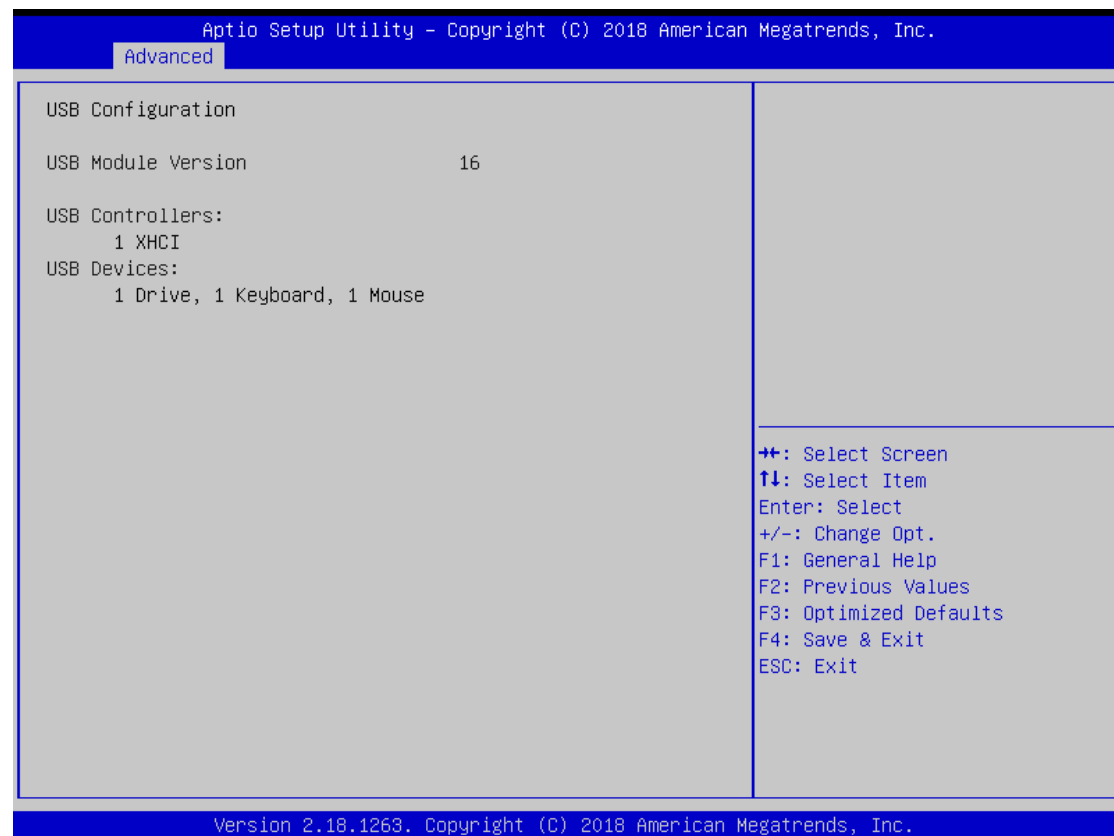 Aptio Setup Utility – Copyright (C) 2018 American Megatrends, Inc.
Advanced
USB Configuration
USB Module Version 16
USB Controllers:
1 XHCI
USB Devices:
1 Drive, 1 Keyboard, 1 Mouse
→←: Select Screen
↑↓: Select Item
Enter: Select
+/-: Change Opt.
F1: General Help
F2: Previous Values
F3: Optimized Defaults
F4: Save & Exit
ESC: Exit
Version 2.18.1263. Copyright (C) 2018 American Megatrends, Inc.